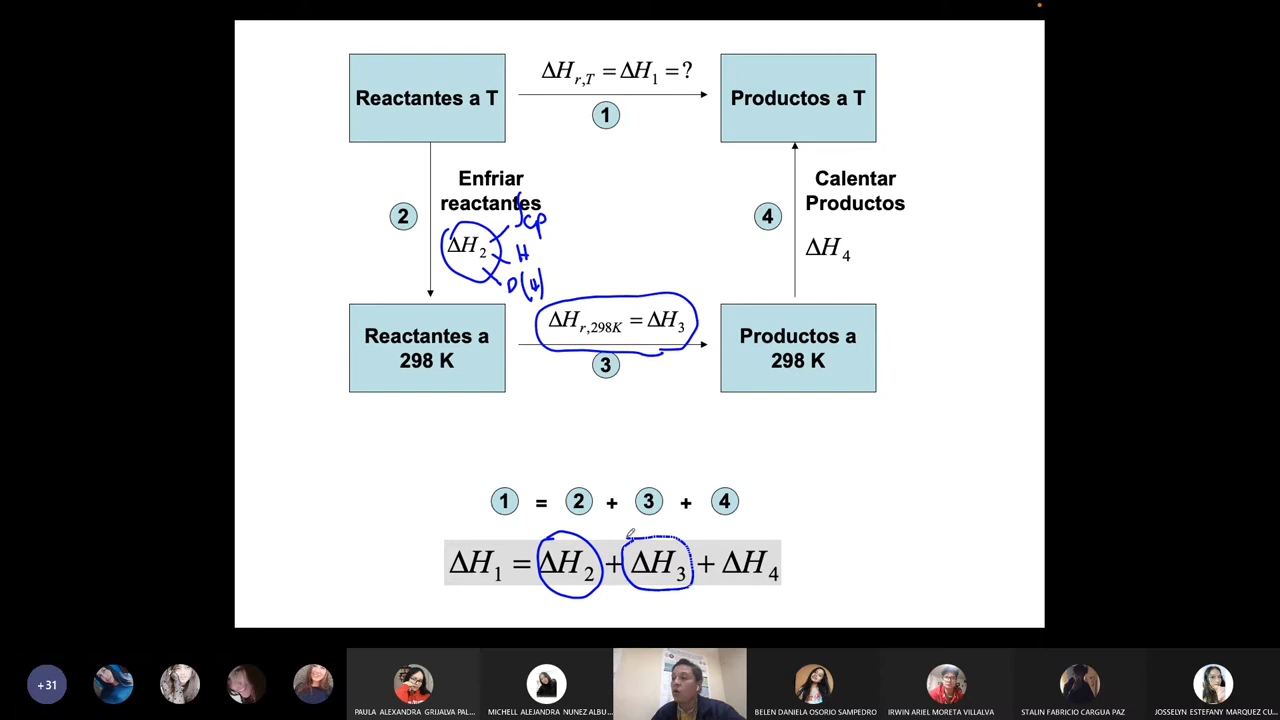 ΔH_{r,T} = ΔH_1 = ?
Reactantes a T
Productos a T
1
Enfriar
reactantes
Calentar
Productos
2
4
∫CP
ΔH_2
H
ΔH_4
ΔH_{r,298K} = ΔH_3
Reactantes a
298 K
Productos a
298 K
3
1 = 2 + 3 + 4
ΔH_1 = ΔH_2 + ΔH_3 + ΔH_4
+31
PAULA ALEXANDRA GRIJALVA PAL...
MICHELL ALEJANDRA NUNEZ ALBU...
BELEN DANIELA OSORIO SAMPEDRO
IRWIN ARIEL MORETA VILLALVA
STALIN FABRICIO CARGUA PAZ
JOSSELYN ESTEFANY MARQUEZ CU...